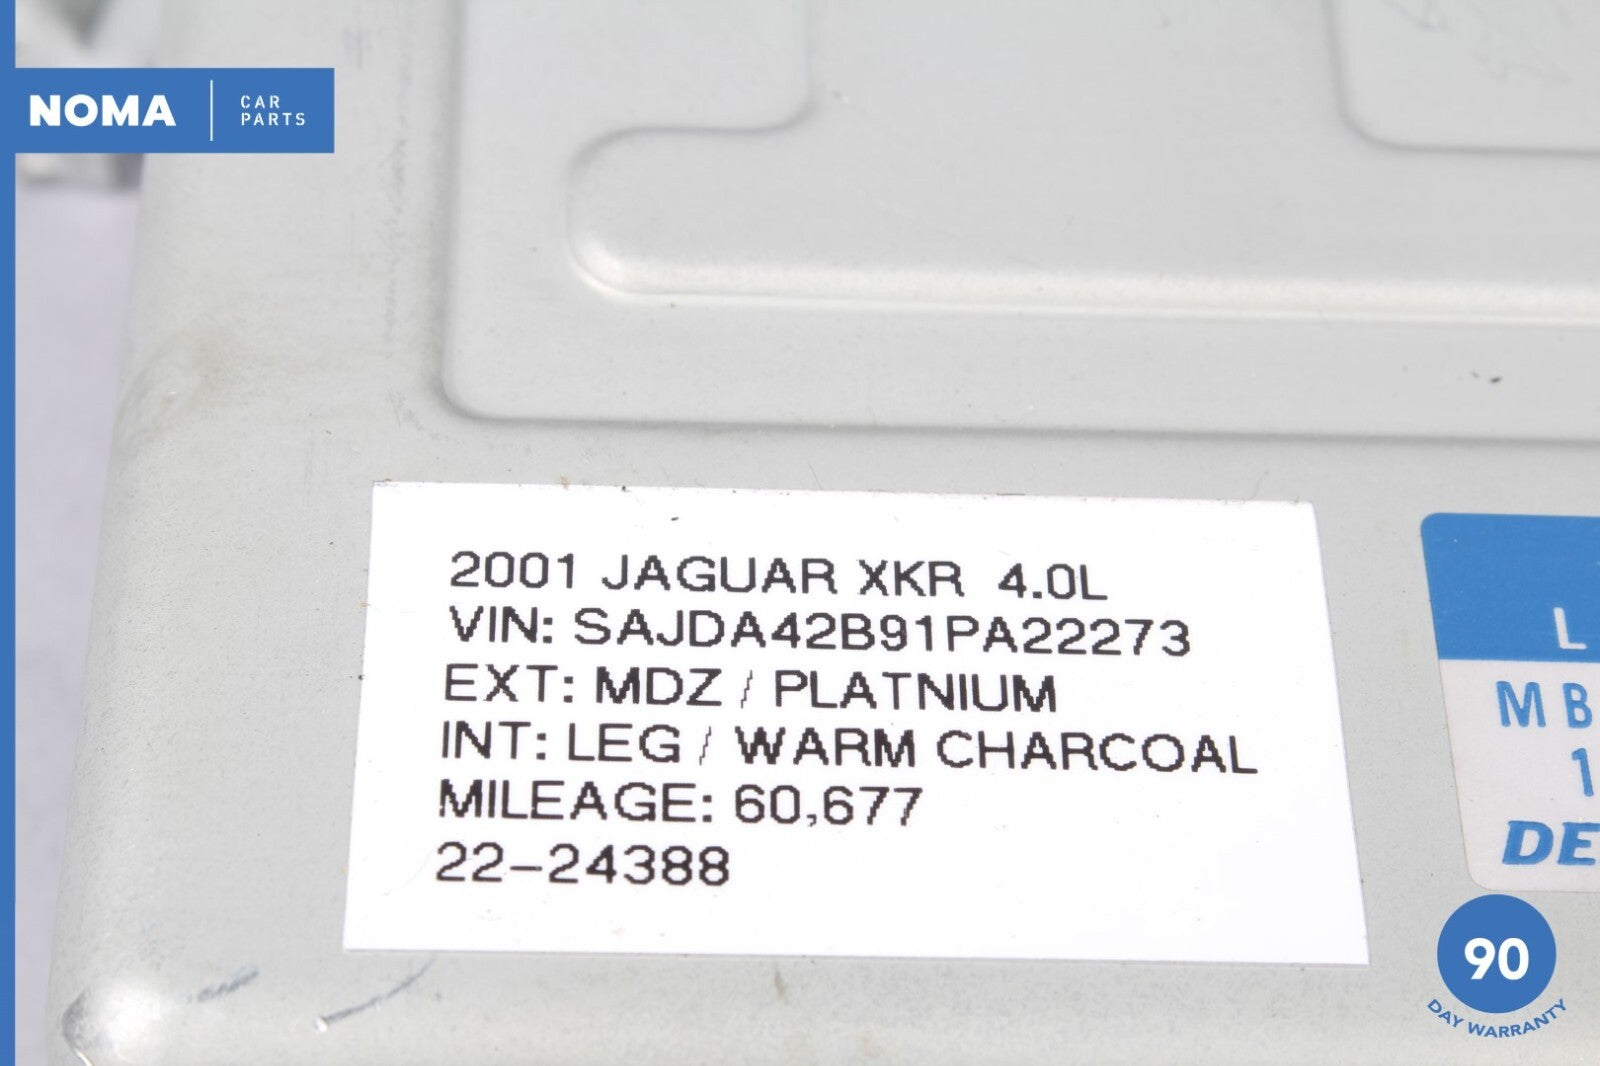 NOMA
CAR
PARTS
2001 JAGUAR XKR 4.0L
VIN: SAJDA42B91PA22273
EXT: MDZ / PLATNIUM
INT: LEG / WARM CHARCOAL
MILEAGE: 60,677
22-24388
L
MB
1
DE
90
DAY WARRANTY